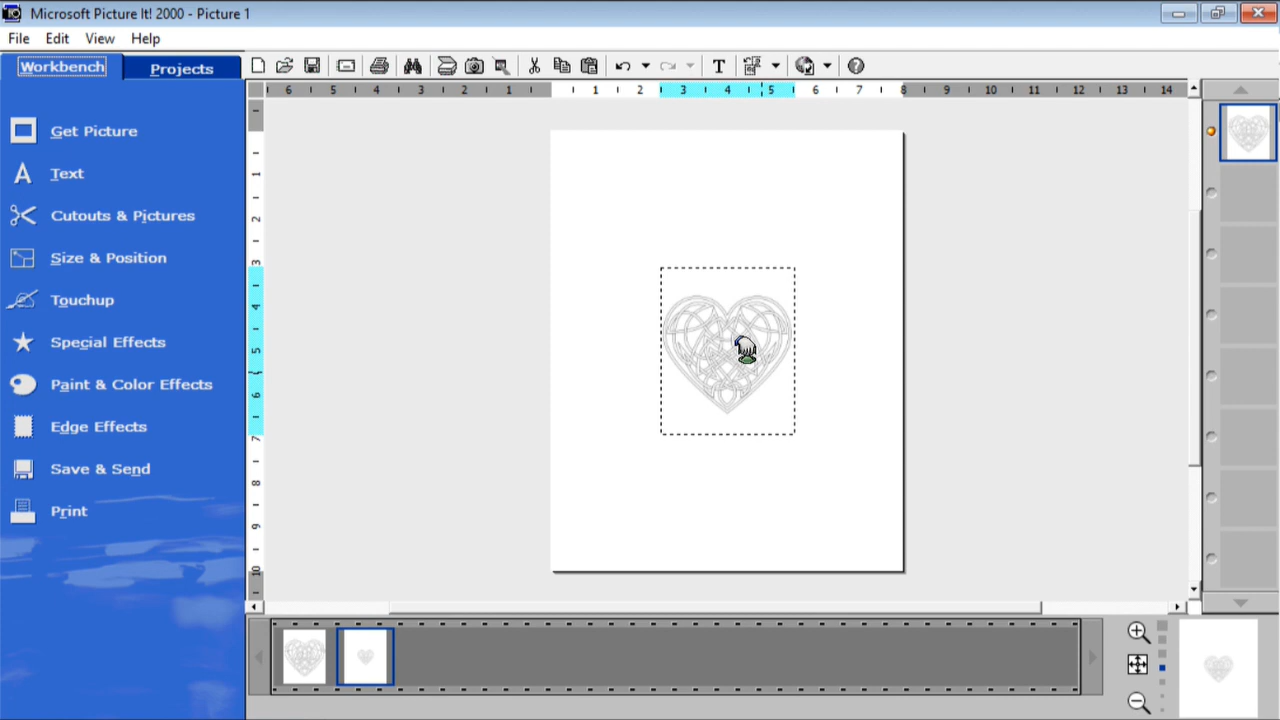 Microsoft Picture It! 2000 - Picture 1
File Edit View Help
Workbench Projects
6 5 4 3 2 1 1 2 3 4 5 6 7 8 9 10 11 12 13 14
Get Picture
Text
Cutouts & Pictures
Size & Position
Touchup
Special Effects
Paint & Color Effects
Edge Effects
Save & Send
Print
1
2
3
4
5
6
7
8
9
10